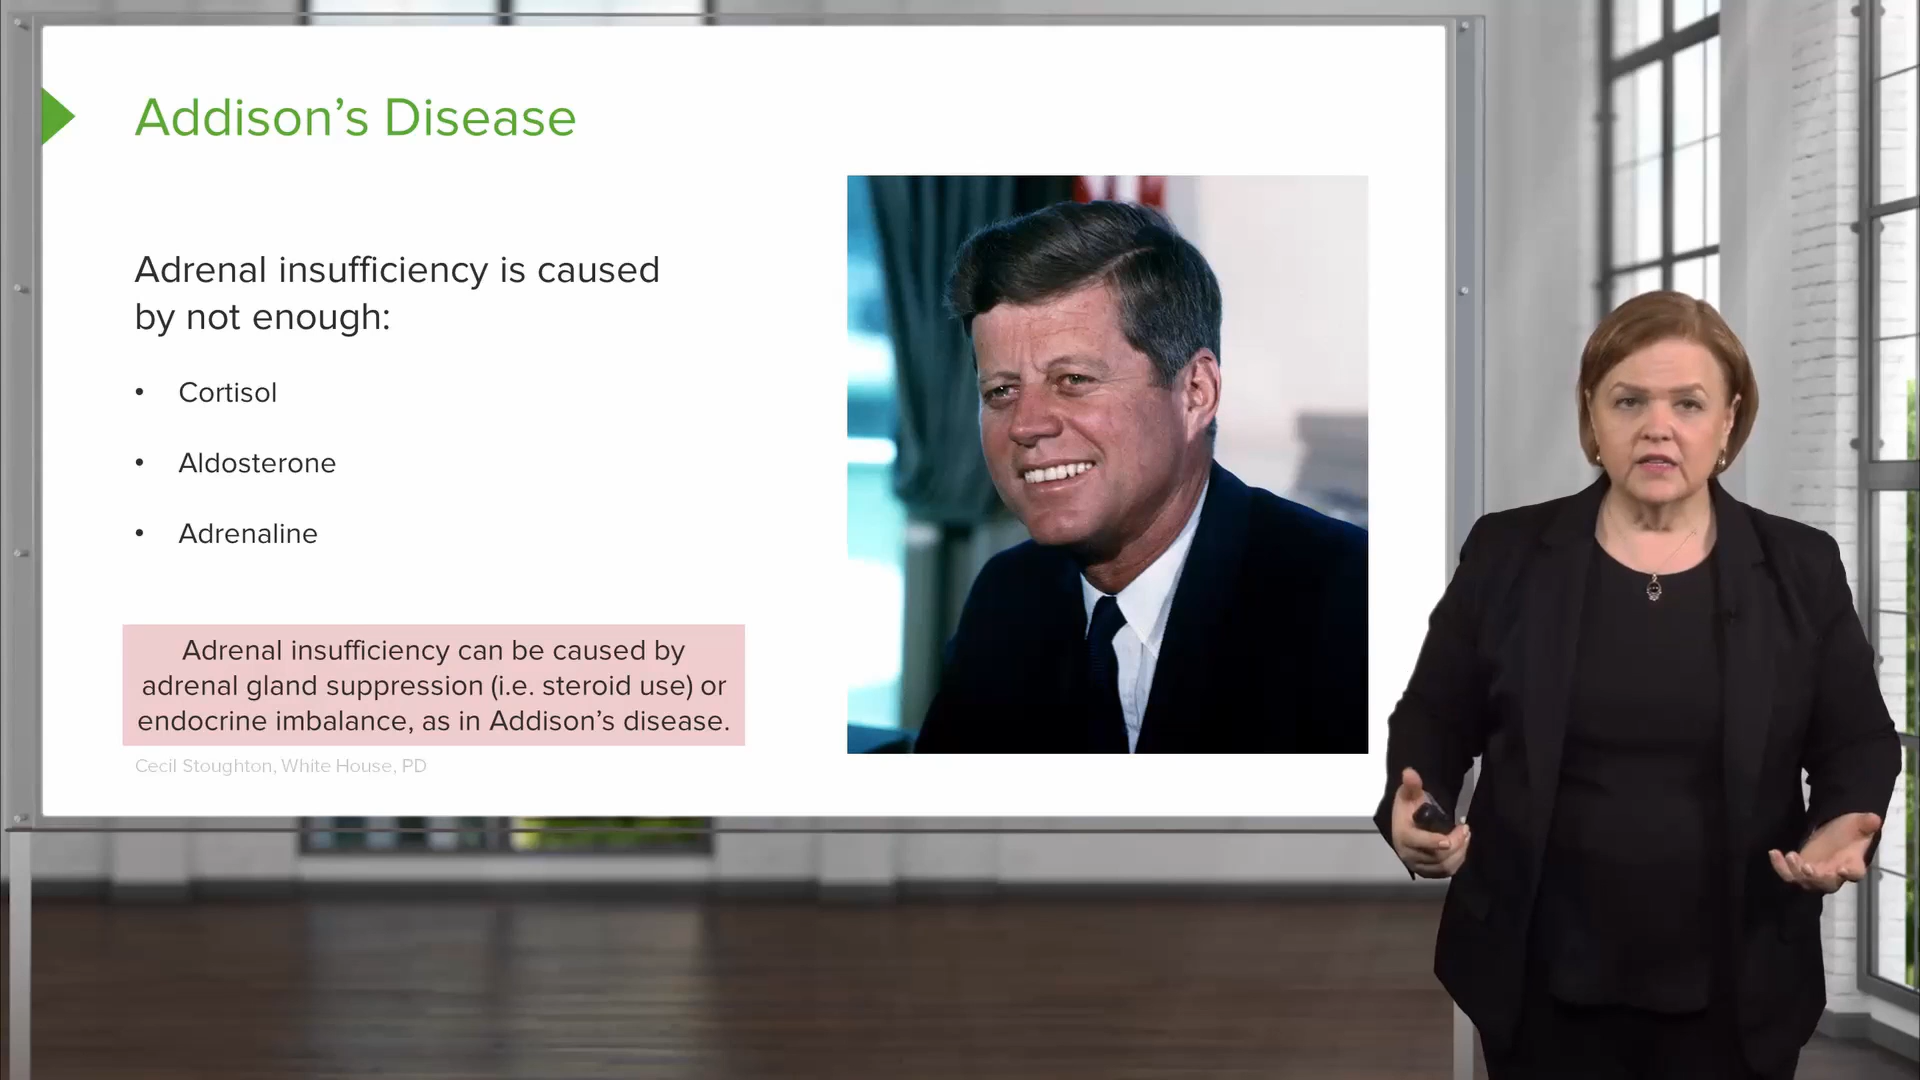 Addison’s Disease
Adrenal insufficiency is caused
by not enough:
• Cortisol
• Aldosterone
• Adrenaline
Adrenal insufficiency can be caused by
adrenal gland suppression (i.e. steroid use) or
endocrine imbalance, as in Addison’s disease.
Cecil Stoughton, White House, PD